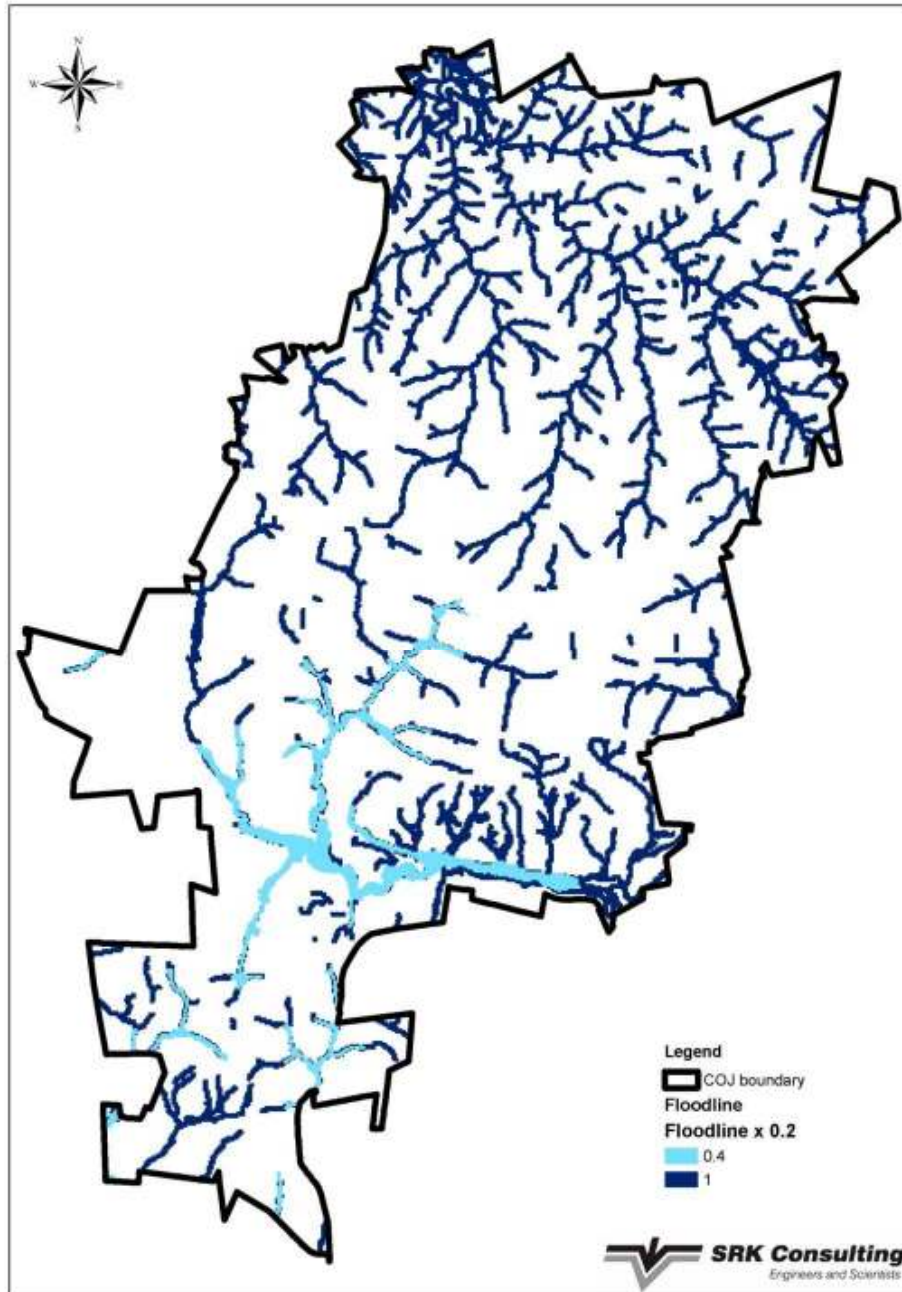 N
W E
S
Legend
COJ boundary
Floodline
Floodline x 0.2
0.4
1
SRK Consulting
Engineers and Scientists